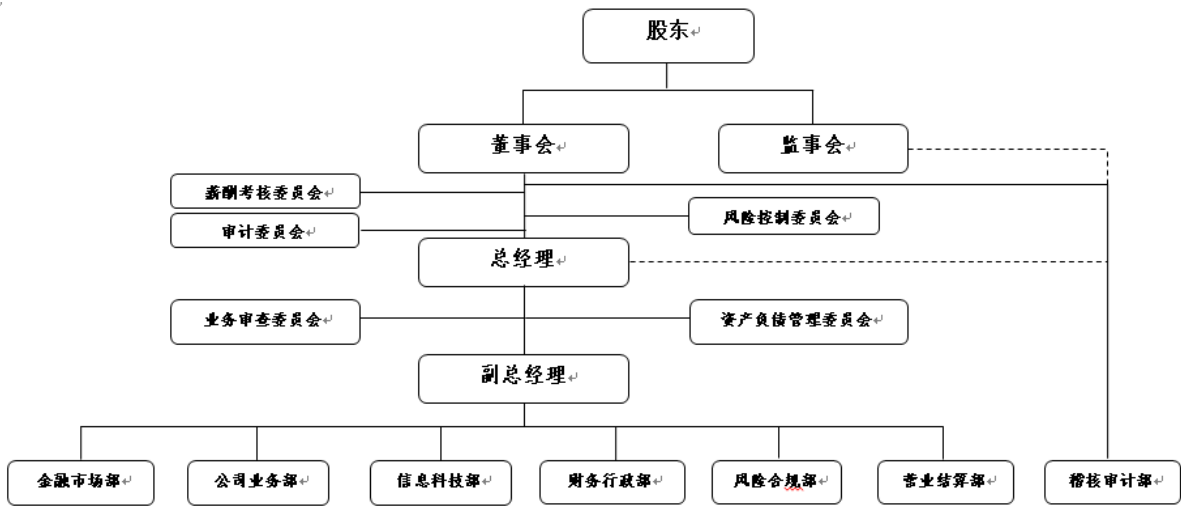 股东
董事会
监事会
薪酬考核委员会
风险控制委员会
审计委员会
总经理
业务审查委员会
资产负债管理委员会
副总经理
金融市场部
公司业务部
信息科技部
财务行政部
风险合规部
营业结算部
稽核审计部